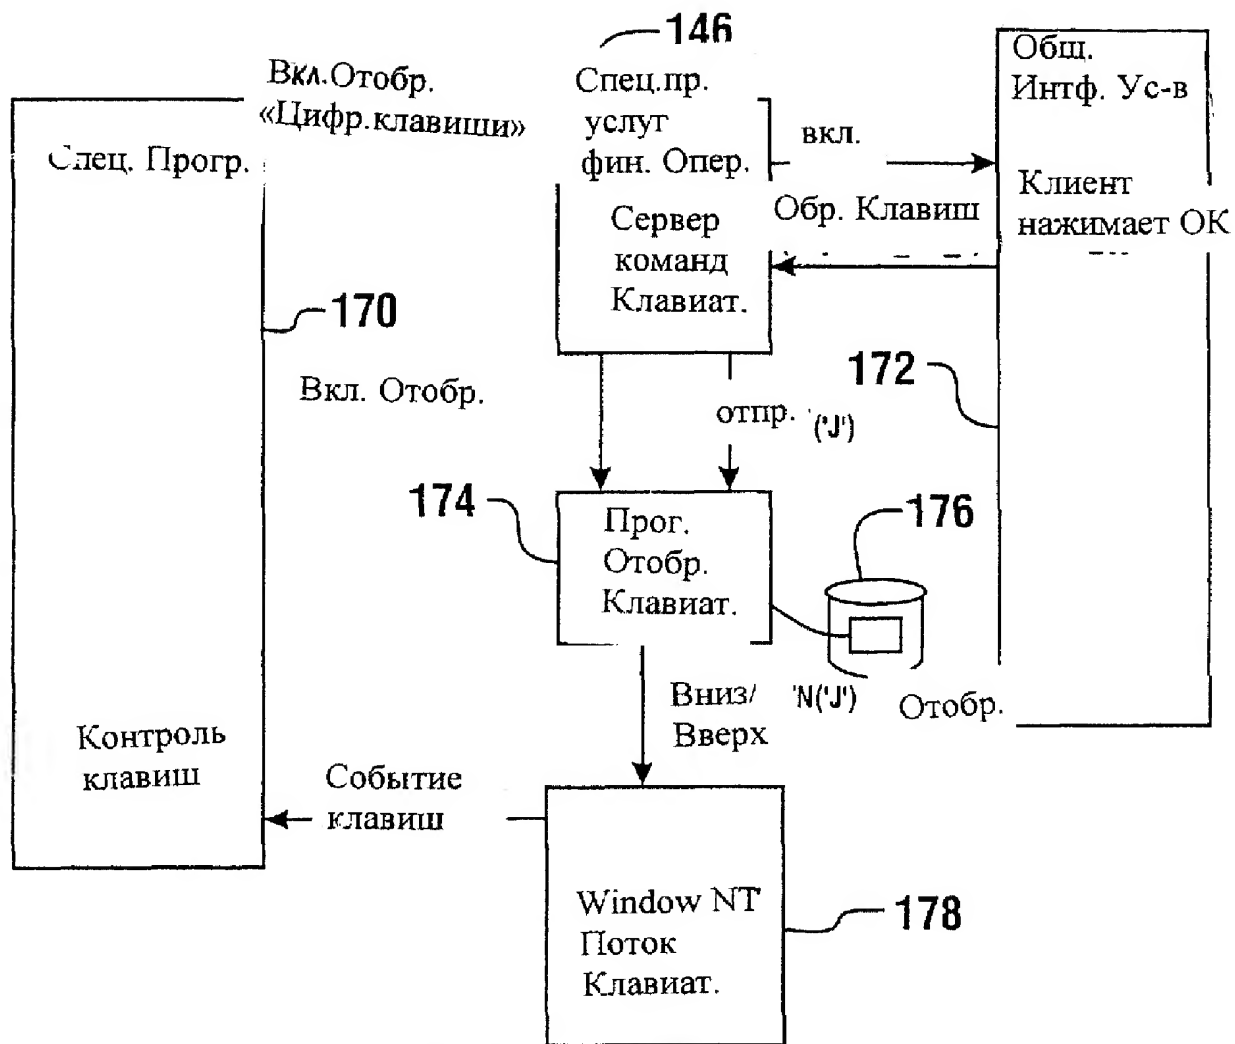 146
Вкл.Отобр.
«Цифр.клавиши»
Спец. Прогр.
Спец.пр.
услуг
фин. Опер.
Сервер
команд
Клавиат.
вкл.
Обр. Клавиш
Общ.
Интф. Ус-в
Клиент
нажимает ОК
170
Вкл. Отобр.
отпр. ('J')
172
174
Прог.
Отобр.
Клавиат.
176
Вниз/
Вверх
'N('J')
Отобр.
Контроль
клавиш
Событие
клавиш
Window NT
Поток
Клавиат.
178